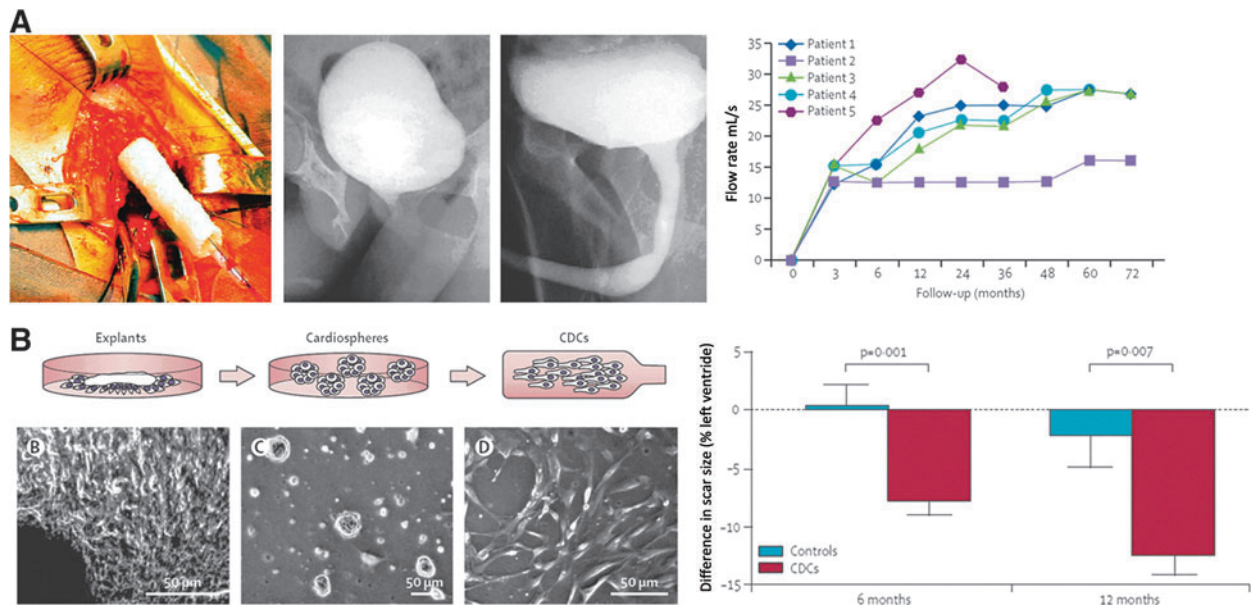 A
Flow rate mL/s
35
30
25
20
15
10
5
0
Patient 1
Patient 2
Patient 3
Patient 4
Patient 5
0 3 6 12 24 36 48 60 72
Follow-up (months)
B
Explants
Cardiospheres
CDCs
B
50 µm
C
50 µm
D
50 µm
Difference in scar size (% left ventride)
5
0
−5
−10
−15
p=0·001
p=0·007
Controls
CDCs
6 months
12 months